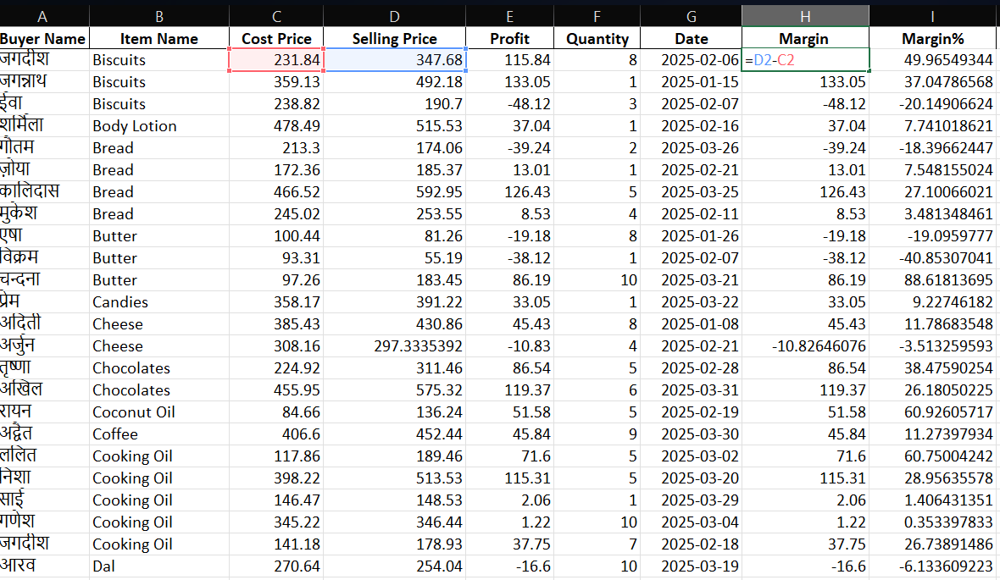 A B C D E F G H I
Buyer Name Item Name Cost Price Selling Price Profit Quantity Date Margin Margin%
जगदीश Biscuits 231.84 347.68 115.84 8 2025-02-06 =D2-C2 49.96549344
जगन्नाथ Biscuits 359.13 492.18 133.05 1 2025-01-15 133.05 37.04786568
ईवा Biscuits 238.82 190.7 -48.12 3 2025-02-07 -48.12 -20.14906624
शर्मिला Body Lotion 478.49 515.53 37.04 1 2025-02-16 37.04 7.741018621
गौतम Bread 213.3 174.06 -39.24 2 2025-03-26 -39.24 -18.39662447
ज़ोया Bread 172.36 185.37 13.01 1 2025-02-21 13.01 7.548155024
कालिदास Bread 466.52 592.95 126.43 5 2025-03-25 126.43 27.10066021
मुकेश Bread 245.02 253.55 8.53 4 2025-02-11 8.53 3.481348461
एषा Butter 100.44 81.26 -19.18 8 2025-01-26 -19.18 -19.0959777
विक्रम Butter 93.31 55.19 -38.12 1 2025-02-07 -38.12 -40.85307041
चन्दना Butter 97.26 183.45 86.19 10 2025-03-21 86.19 88.61813695
प्रेम Candies 358.17 391.22 33.05 1 2025-03-22 33.05 9.22746182
अदिती Cheese 385.43 430.86 45.43 8 2025-01-08 45.43 11.78683548
अर्जुन Cheese 308.16 297.3335392 -10.83 4 2025-02-21 -10.82646076 -3.513259593
तृष्णा Chocolates 224.92 311.46 86.54 5 2025-02-28 86.54 38.47590254
अखिल Chocolates 455.95 575.32 119.37 6 2025-03-31 119.37 26.18050225
रायन Coconut Oil 84.66 136.24 51.58 5 2025-02-19 51.58 60.92605717
अद्वैत Coffee 406.6 452.44 45.84 9 2025-03-30 45.84 11.27397934
ललित Cooking Oil 117.86 189.46 71.6 5 2025-03-02 71.6 60.75004242
निशा Cooking Oil 398.22 513.53 115.31 5 2025-03-20 115.31 28.95635578
साई Cooking Oil 146.47 148.53 2.06 1 2025-03-29 2.06 1.406431351
गणेश Cooking Oil 345.22 346.44 1.22 10 2025-03-04 1.22 0.353397833
जगदीश Cooking Oil 141.18 178.93 37.75 7 2025-02-18 37.75 26.73891486
आरव Dal 270.64 254.04 -16.6 10 2025-03-19 -16.6 -6.133609223